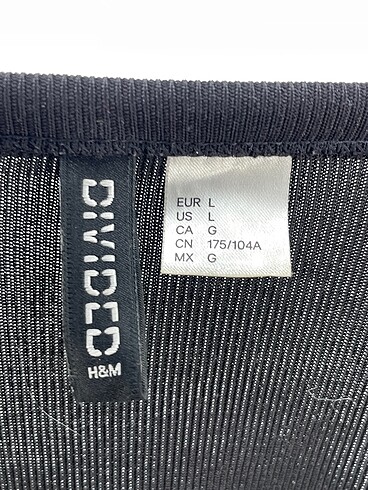 DIVIDED
H&M
EUR L
US L
CA G
CN 175/104A
MX G